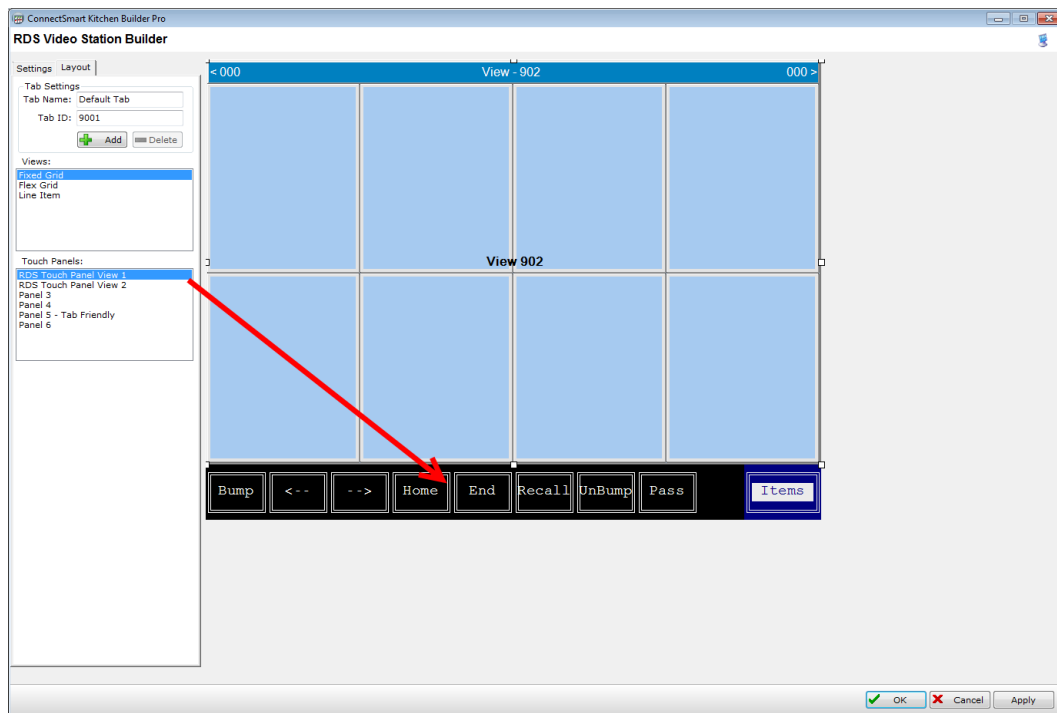 ConnectSmart Kitchen Builder Pro
RDS Video Station Builder
Settings Layout
Tab Settings
Tab Name: Default Tab
Tab ID: 9001
Add Delete
Views:
Fixed Grid
Flex Grid
Line Item
Touch Panels:
RDS Touch Panel View 1
RDS Touch Panel View 2
Panel 3
Panel 4
Panel 5 - Tab Friendly
Panel 6
< 000 View - 902 000 >
View 902
Bump <-- --> Home End Recall UnBump Pass Items
OK Cancel Apply